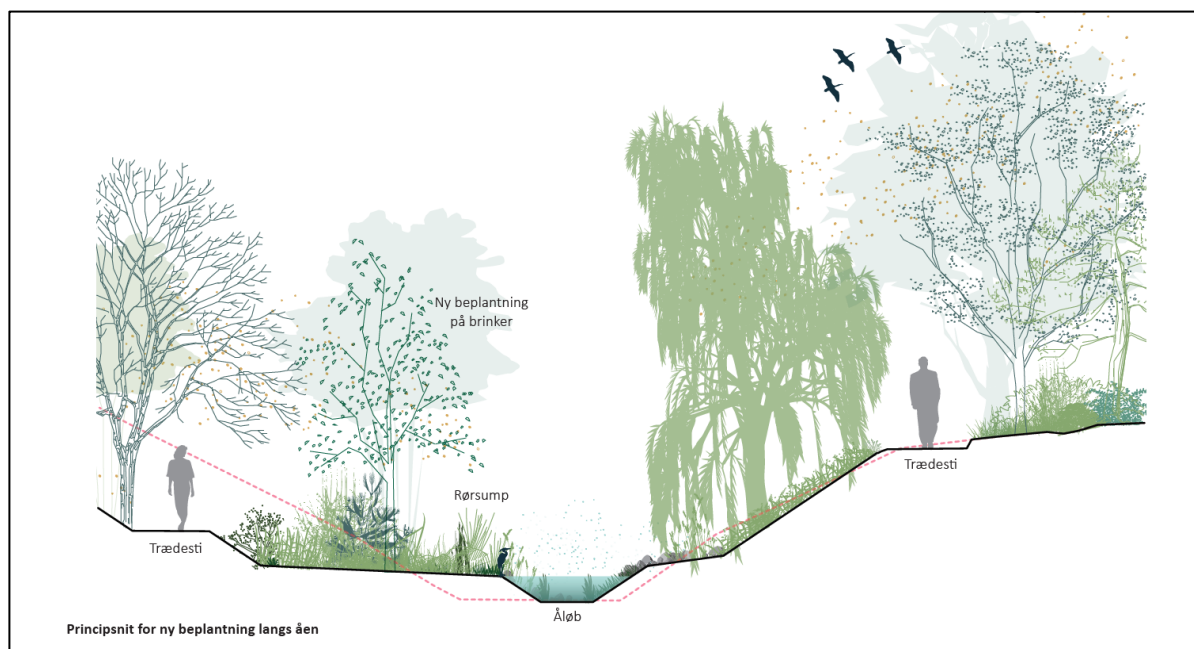 Ny beplantning
på brinker
Rørsump
Trædesti
Trædesti
Åløb
Principsnit for ny beplantning langs åen